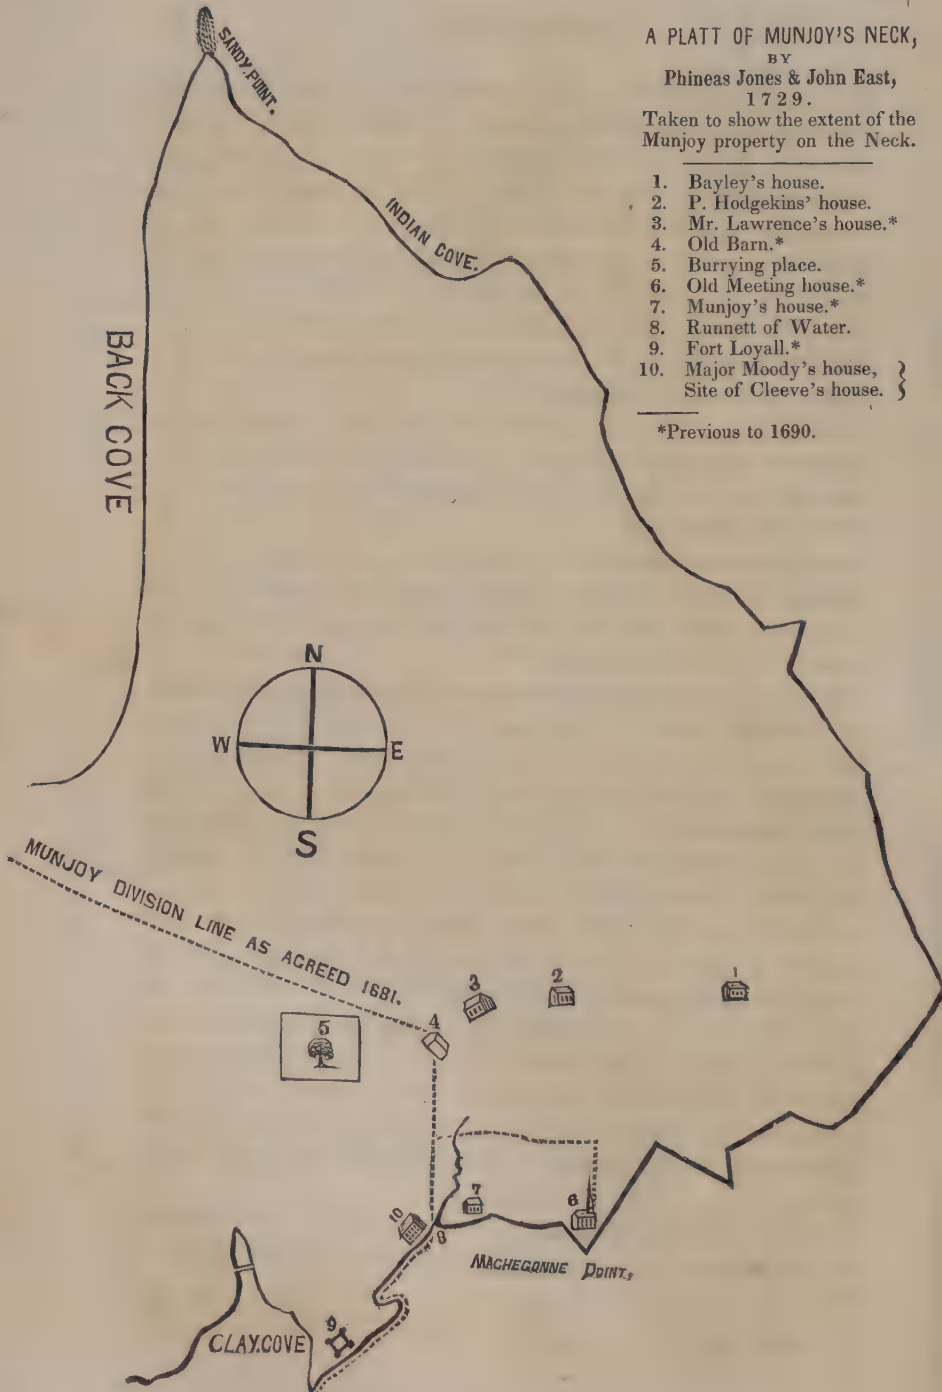 A PLATT OF MUNJOY'S NECK,
BY
Phineas Jones & John East,
1729.
Taken to show the extent of the
Munjoy property on the Neck.
1. Bayley's house.
2. P. Hodgekins' house.
3. Mr. Lawrence's house.*
4. Old Barn.*
5. Burrying place.
6. Old Meeting house.*
7. Munjoy's house.*
8. Runnett of Water.
9. Fort Loyall.*
10. Major Moody's house, }
Site of Cleeve's house. }
*Previous to 1690.
SANDY.POINT.
INDIAN COVE.
BACK COVE
N
W
E
S
MUNJOY DIVISION LINE AS AGREED 1681.
3
2
1
5
4
7
6
10
8
MACHEGONNE POINT.
9
CLAY.COVE